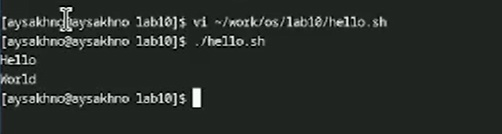 [aysakhno@aysakhno lab10]$ vi ~/work/os/lab10/hello.sh
[aysakhno@aysakhno lab10]$ ./hello.sh
Hello
World
[aysakhno@aysakhno lab10]$